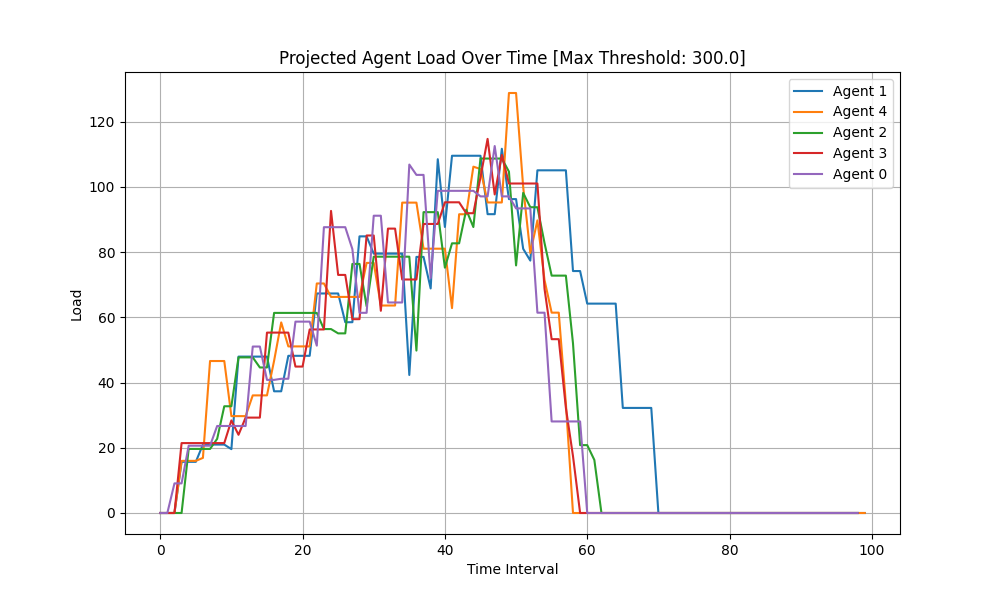 Projected Agent Load Over Time [Max Threshold: 300.0]
Agent 1
Agent 4
Agent 2
Agent 3
Agent 0
120
100
80
60
40
20
0
Load
0 20 40 60 80 100
Time Interval